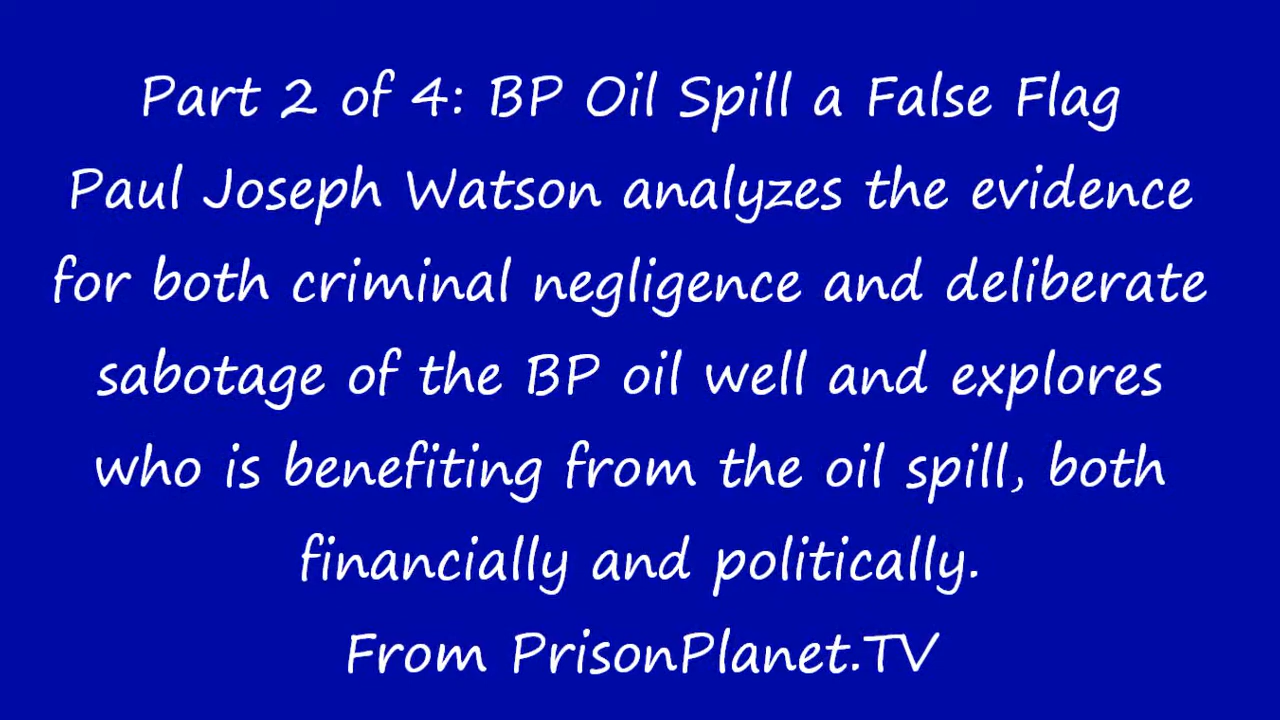 Part 2 of 4: BP Oil Spill a False Flag
Paul Joseph Watson analyzes the evidence
for both criminal negligence and deliberate
sabotage of the BP oil well and explores
who is benefiting from the oil spill, both
financially and politically.
From PrisonPlanet.TV